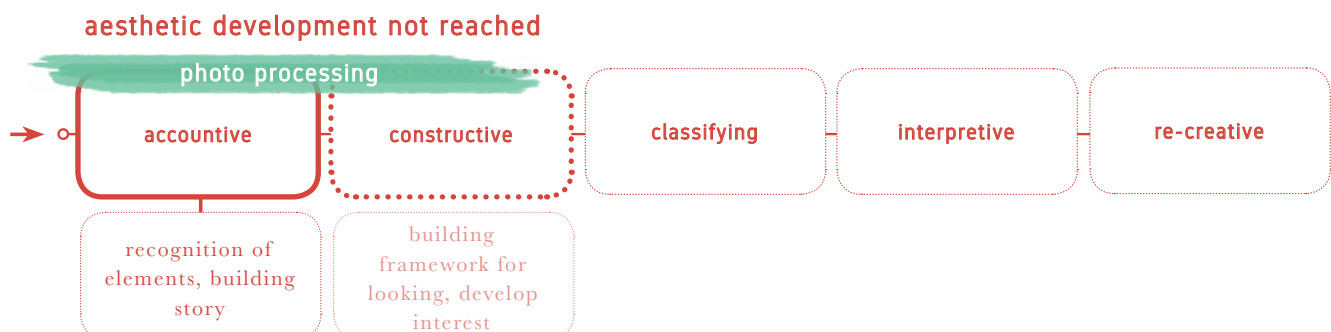 aesthetic development not reached
photo processing
accountive
constructive
classifying
interpretive
re-creative
recognition of
elements, building
story
building
framework for
looking, develop
interest